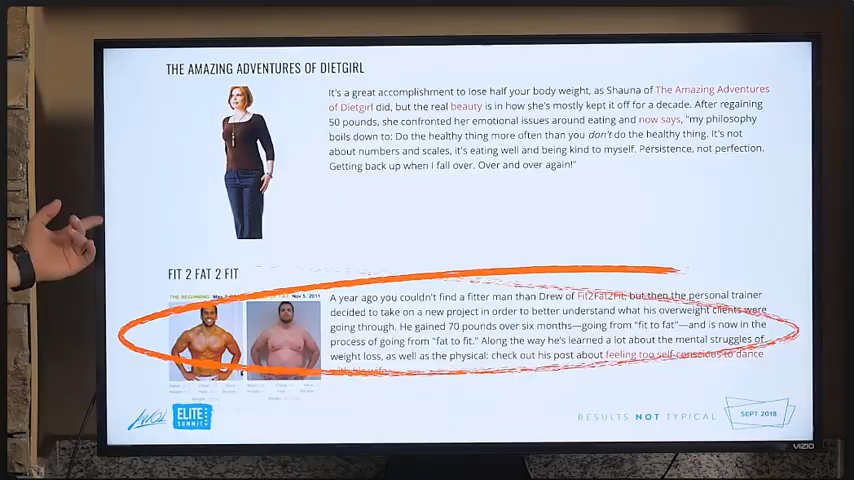 THE AMAZING ADVENTURES OF DIETGIRL
It's a great accomplishment to lose half your body weight, as Shauna of The Amazing Adventures
of Dietgirl did, but the real beauty is in how she's mostly kept it off for a decade. After regaining
50 pounds, she confronted her emotional issues around eating and now says, "my philosophy
boils down to: Do the healthy thing more often than you don't do the healthy thing. It's not
about numbers and scales, it's eating well and being kind to myself. Persistence, not perfection.
Getting back up when I fall over. Over and over again!"
FIT 2 FAT 2 FIT
THE BEGINNING: May
Nov 5, 2011
A year ago you couldn't find a fitter man than Drew of Fit2Fat2Fit, but then the personal trainer
decided to take on a new project in order to better understand what his overweight clients were
going through. He gained 70 pounds over six months—going from "fit to fat"—and is now in the
process of going from "fat to fit." Along the way he's learned a lot about the mental struggles of
weight loss, as well as the physical: check out his post about feeling too self-conscious to dance
with his wife.
ELITE
SUMMIT
RESULTS NOT TYPICAL
SEPT 2018
VIZIO